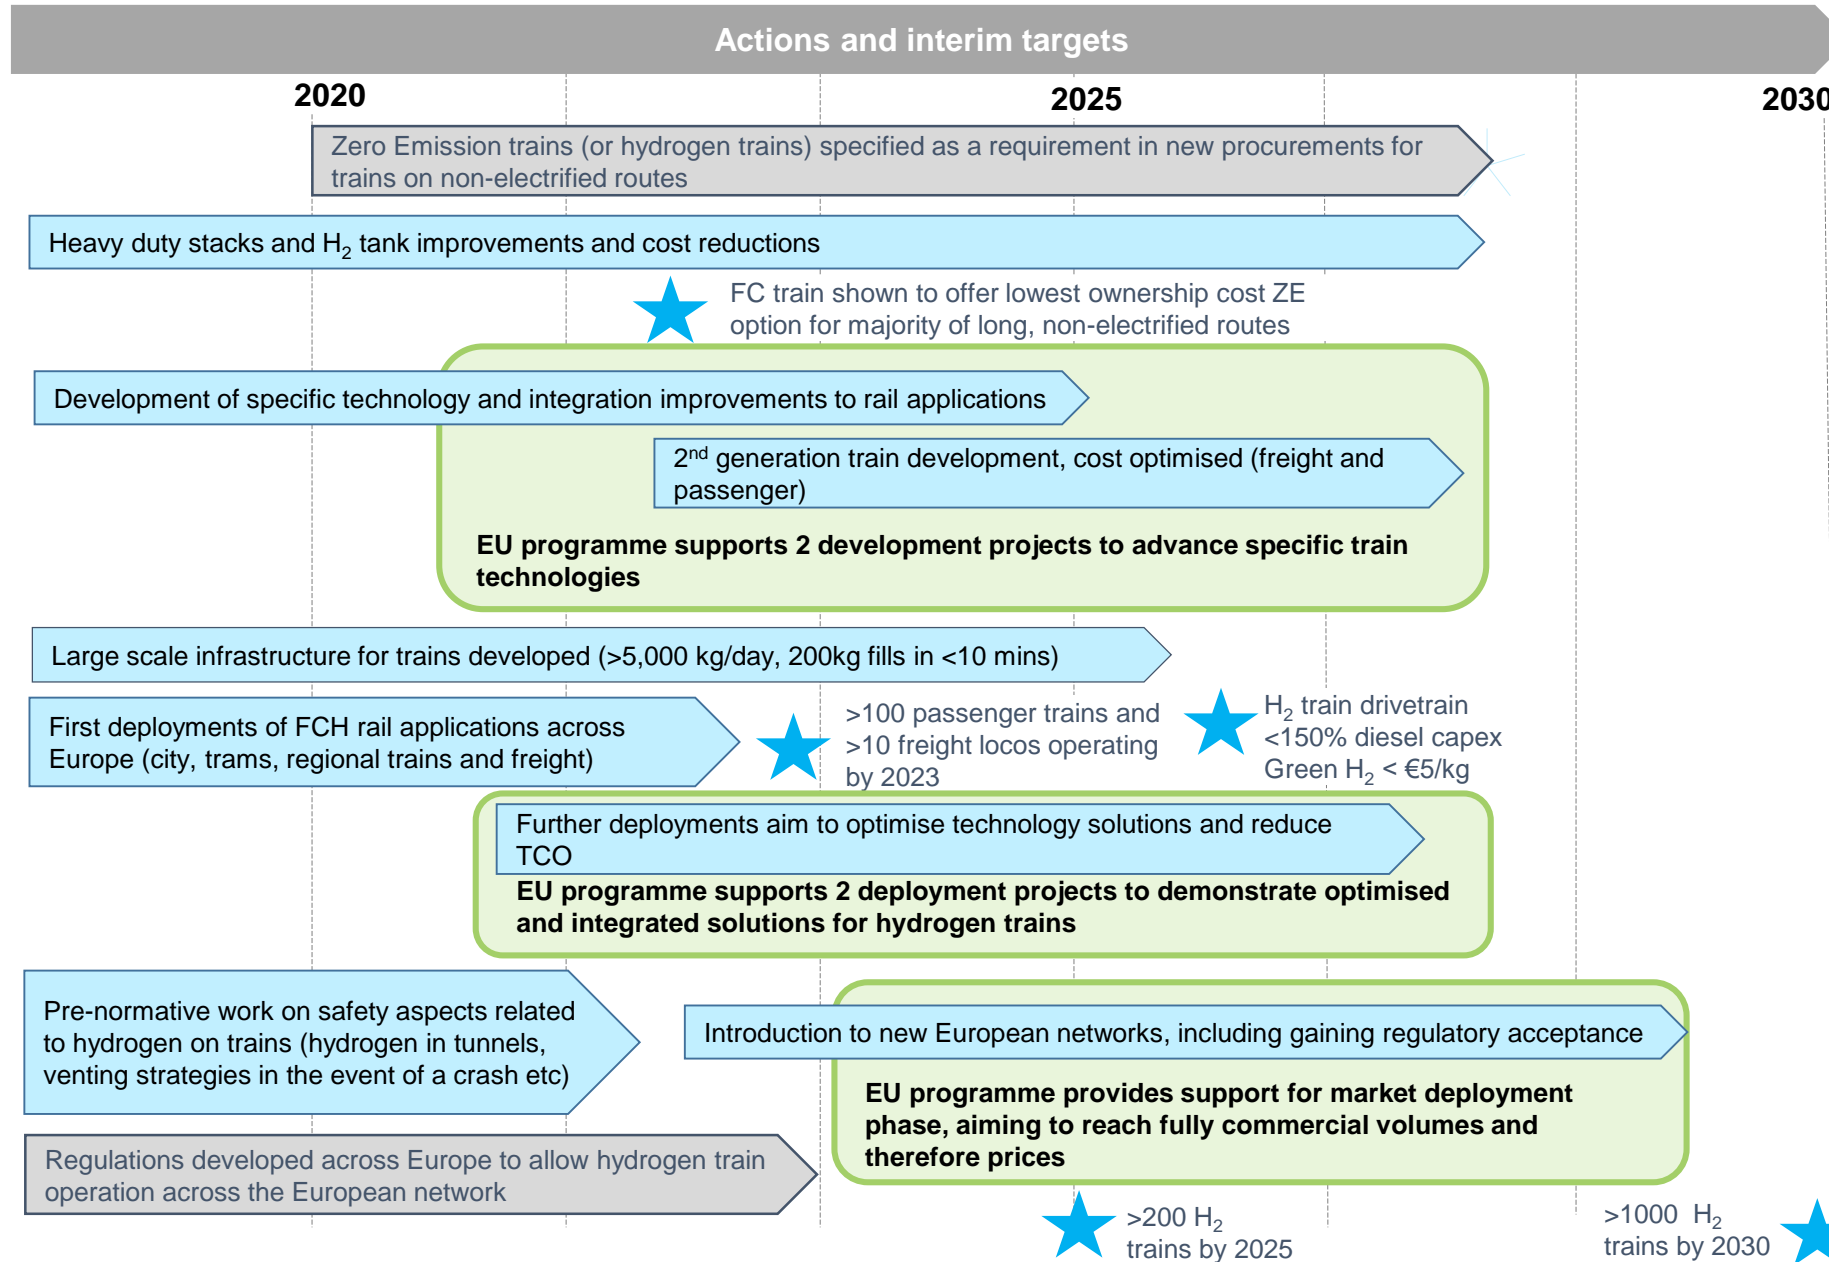 Actions and interim targets
2020
2025
2030
Zero Emission trains (or hydrogen trains) specified as a requirement in new procurements for
trains on non-electrified routes
Heavy duty stacks and H₂ tank improvements and cost reductions
FC train shown to offer lowest ownership cost ZE
option for majority of long, non-electrified routes
Development of specific technology and integration improvements to rail applications
2nd generation train development, cost optimised (freight and
passenger)
EU programme supports 2 development projects to advance specific train
technologies
Large scale infrastructure for trains developed (>5,000 kg/day, 200kg fills in <10 mins)
First deployments of FCH rail applications across
Europe (city, trams, regional trains and freight)
>100 passenger trains and
>10 freight locos operating
by 2023
H₂ train drivetrain
<150% diesel capex
Green H₂ < €5/kg
Further deployments aim to optimise technology solutions and reduce
TCO
EU programme supports 2 deployment projects to demonstrate optimised
and integrated solutions for hydrogen trains
Pre-normative work on safety aspects related
to hydrogen on trains (hydrogen in tunnels,
venting strategies in the event of a crash etc)
Introduction to new European networks, including gaining regulatory acceptance
EU programme provides support for market deployment
phase, aiming to reach fully commercial volumes and
therefore prices
Regulations developed across Europe to allow hydrogen train
operation across the European network
>200 H₂
trains by 2025
>1000 H₂
trains by 2030